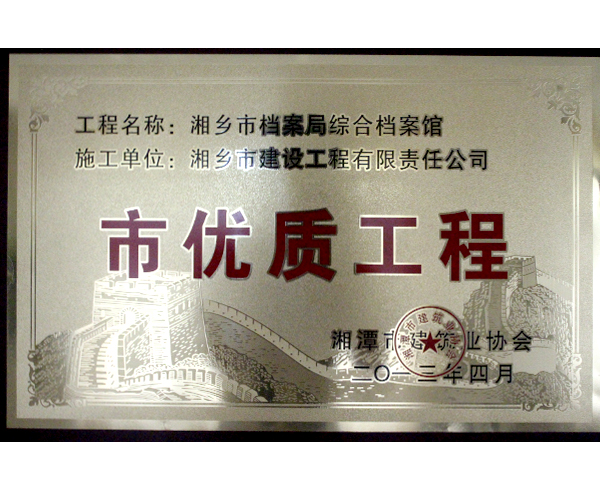 工程名称：湘乡市档案局综合档案馆
施工单位：湘乡市建设工程有限责任公司
市优质工程
湘潭市建筑业协会
二〇一三年四月